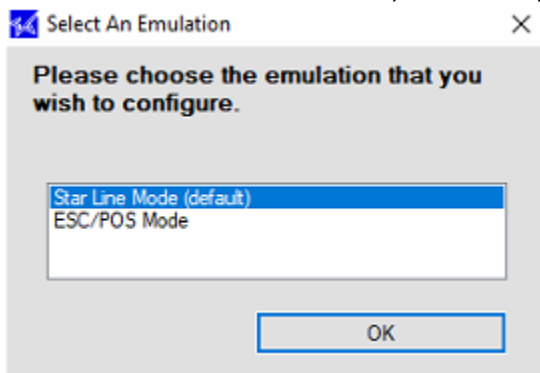 Select An Emulation
Please choose the emulation that you
wish to configure.
Star Line Mode (default)
ESC/POS Mode
OK